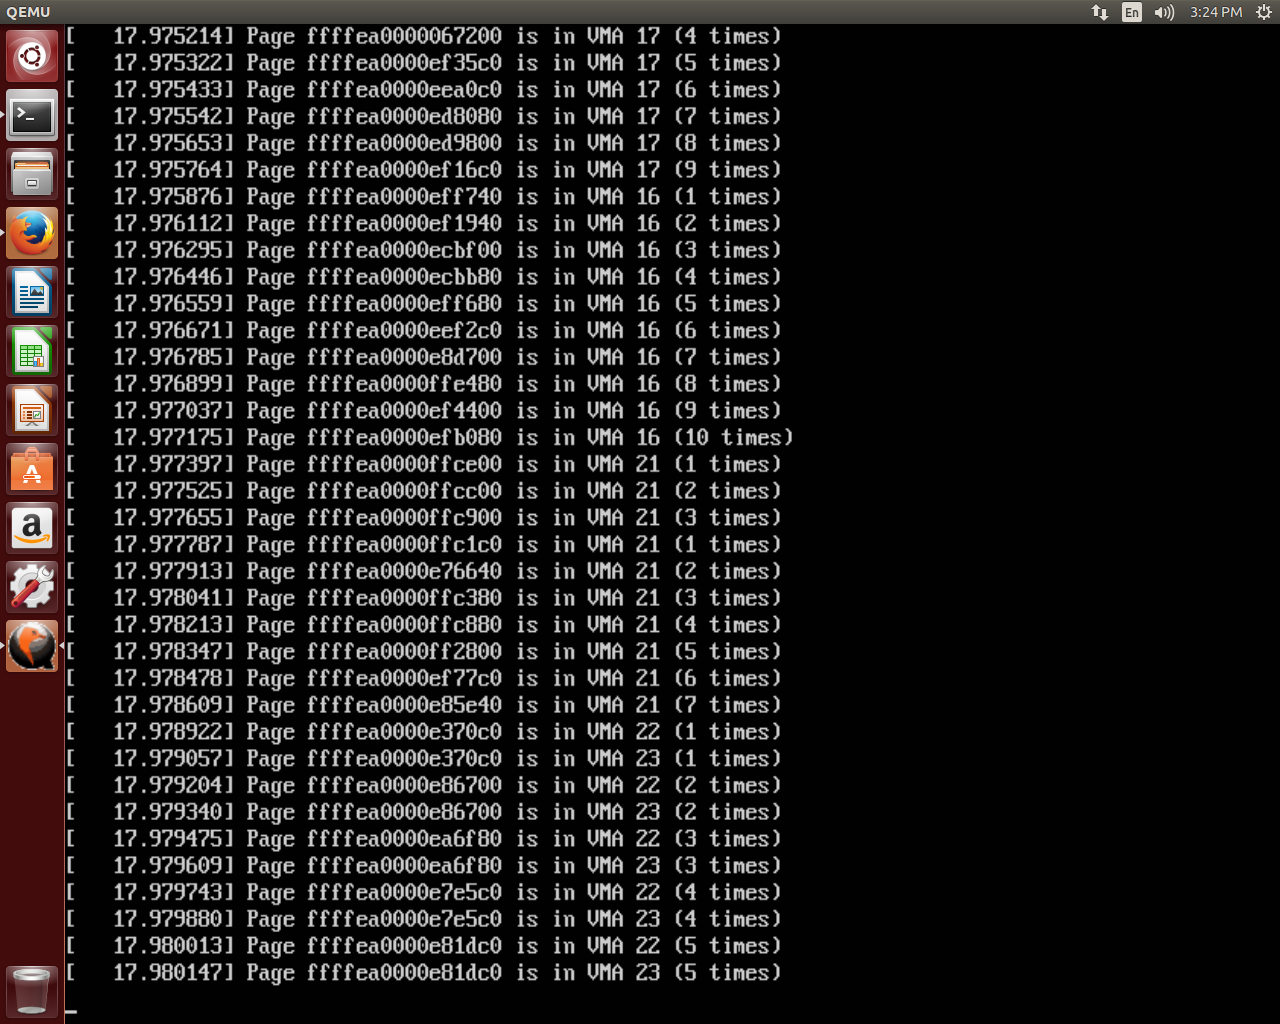 QEMU En 3:24 PM
[   17.975214] Page ffffea0000067200 is in VMA 17 (4 times)
[   17.975322] Page ffffea0000ef35c0 is in VMA 17 (5 times)
[   17.975433] Page ffffea0000eea0c0 is in VMA 17 (6 times)
[   17.975542] Page ffffea0000ed8080 is in VMA 17 (7 times)
[   17.975653] Page ffffea0000ed9800 is in VMA 17 (8 times)
[   17.975764] Page ffffea0000ef16c0 is in VMA 17 (9 times)
[   17.975876] Page ffffea0000eff740 is in VMA 16 (1 times)
[   17.976112] Page ffffea0000ef1940 is in VMA 16 (2 times)
[   17.976295] Page ffffea0000ecbf00 is in VMA 16 (3 times)
[   17.976446] Page ffffea0000ecbb80 is in VMA 16 (4 times)
[   17.976559] Page ffffea0000eff680 is in VMA 16 (5 times)
[   17.976671] Page ffffea0000eef2c0 is in VMA 16 (6 times)
[   17.976785] Page ffffea0000e8d700 is in VMA 16 (7 times)
[   17.976899] Page ffffea0000ffe480 is in VMA 16 (8 times)
[   17.977037] Page ffffea0000ef4400 is in VMA 16 (9 times)
[   17.977175] Page ffffea0000efb080 is in VMA 16 (10 times)
[   17.977397] Page ffffea0000ffce00 is in VMA 21 (1 times)
[   17.977525] Page ffffea0000ffcc00 is in VMA 21 (2 times)
[   17.977655] Page ffffea0000ffc900 is in VMA 21 (3 times)
[   17.977787] Page ffffea0000ffc1c0 is in VMA 21 (1 times)
[   17.977913] Page ffffea0000e76640 is in VMA 21 (2 times)
[   17.978041] Page ffffea0000ffc380 is in VMA 21 (3 times)
[   17.978213] Page ffffea0000ffc880 is in VMA 21 (4 times)
[   17.978347] Page ffffea0000ff2800 is in VMA 21 (5 times)
[   17.978478] Page ffffea0000ef77c0 is in VMA 21 (6 times)
[   17.978609] Page ffffea0000e85e40 is in VMA 21 (7 times)
[   17.978922] Page ffffea0000e370c0 is in VMA 22 (1 times)
[   17.979057] Page ffffea0000e370c0 is in VMA 23 (1 times)
[   17.979204] Page ffffea0000e86700 is in VMA 22 (2 times)
[   17.979340] Page ffffea0000e86700 is in VMA 23 (2 times)
[   17.979475] Page ffffea0000ea6f80 is in VMA 22 (3 times)
[   17.979609] Page ffffea0000ea6f80 is in VMA 23 (3 times)
[   17.979743] Page ffffea0000e7e5c0 is in VMA 22 (4 times)
[   17.979880] Page ffffea0000e7e5c0 is in VMA 23 (4 times)
[   17.980013] Page ffffea0000e81dc0 is in VMA 22 (5 times)
[   17.980147] Page ffffea0000e81dc0 is in VMA 23 (5 times)